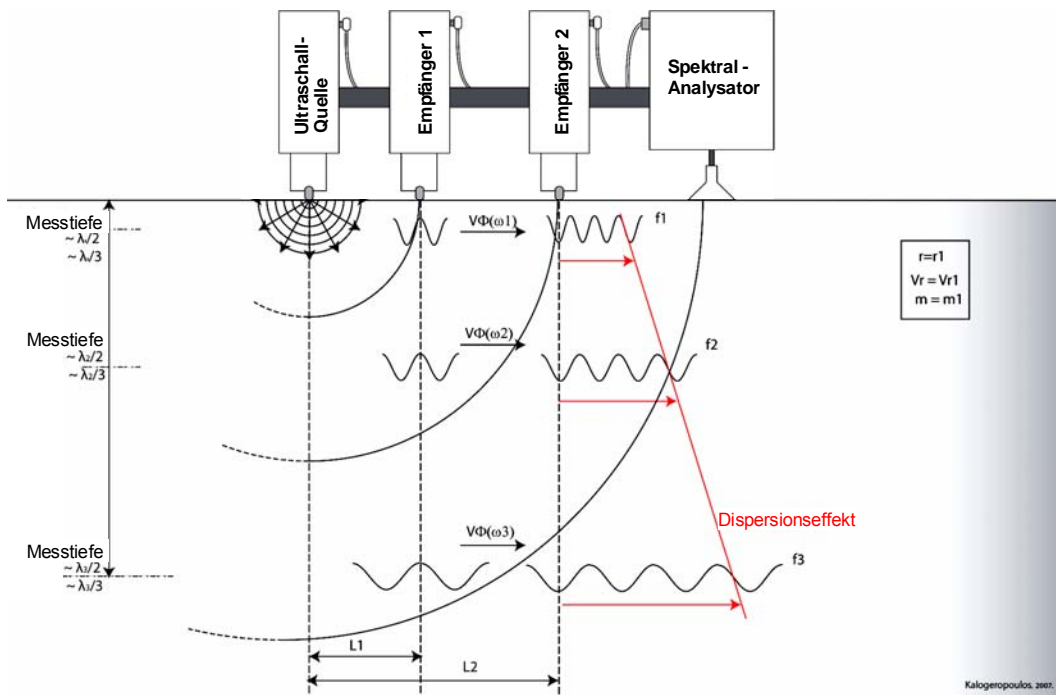 Ultraschall-
Quelle
Empfänger 1
Empfänger 2
Spektral -
Analysator
Messtiefe
~ λ₁/2
~ λ₁/3
VΦ(ω1)
f1
r=r1
Vr = Vr1
m = m1
Messtiefe
~ λ₂/2
~ λ₂/3
VΦ(ω2)
f2
Dispersionseffekt
Messtiefe
~ λ₃/2
~ λ₃/3
VΦ(ω3)
f3
L1
L2
Kalogeropoulos, 2007.